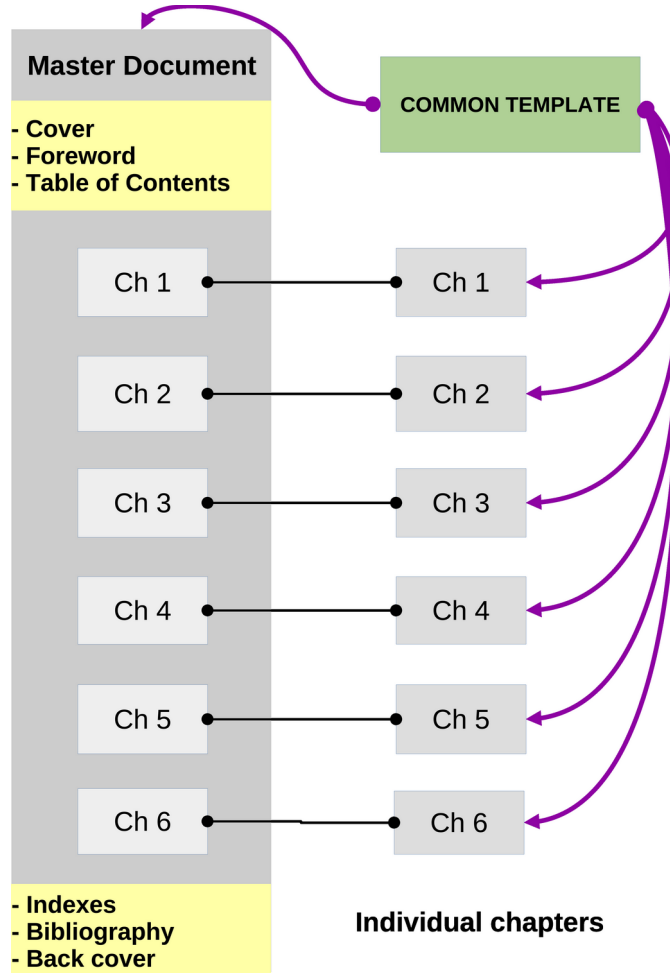 Master Document
COMMON TEMPLATE
- Cover
- Foreword
- Table of Contents
Ch 1
Ch 1
Ch 2
Ch 2
Ch 3
Ch 3
Ch 4
Ch 4
Ch 5
Ch 5
Ch 6
Ch 6
- Indexes
- Bibliography
- Back cover
Individual chapters